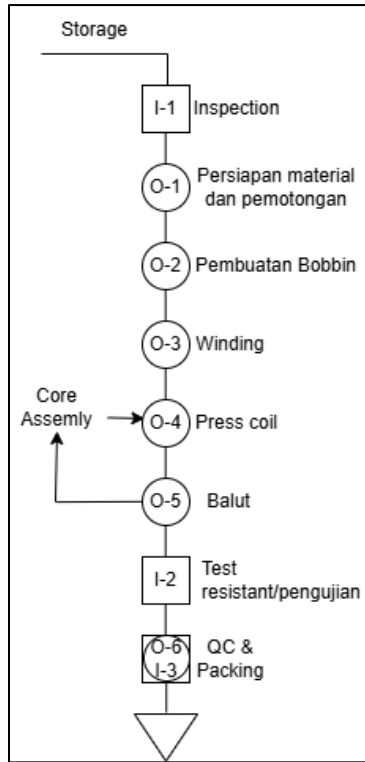 Storage
I-1 Inspection
O-1 Persiapan material
dan pemotongan
O-2 Pembuatan Bobbin
O-3 Winding
Core
Assemly
O-4 Press coil
O-5 Balut
I-2 Test
resistant/pengujian
O-6 QC &
I-3 Packing